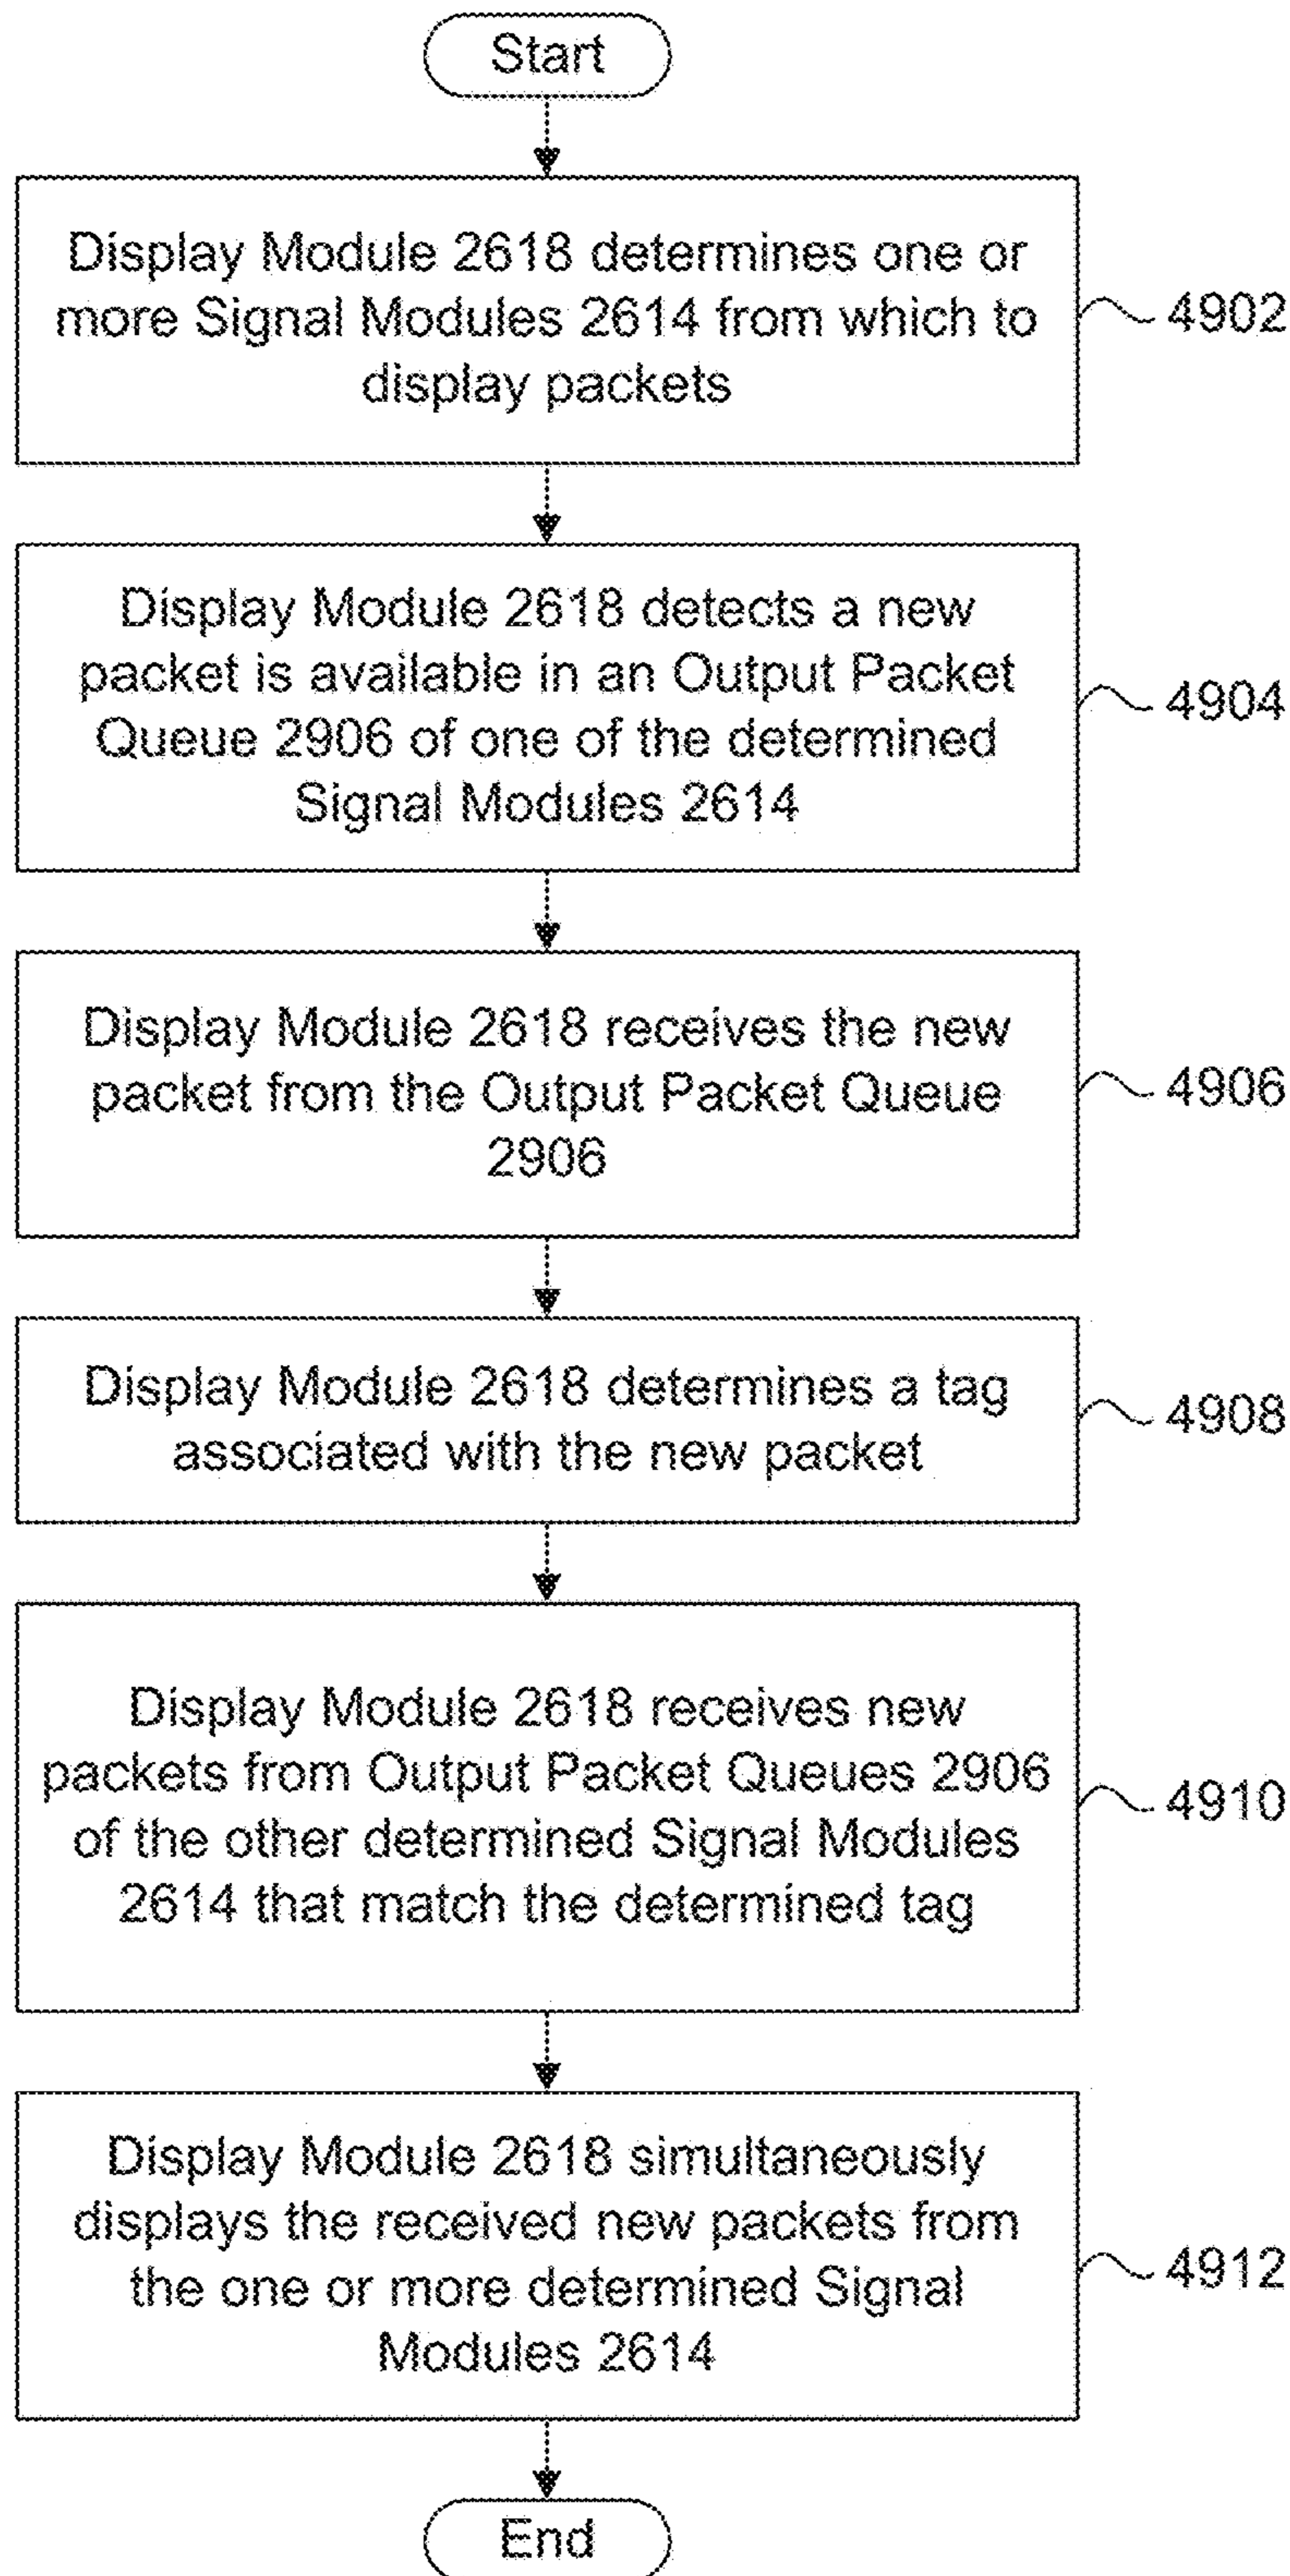 Start
Display Module 2618 determines one or
more Signal Modules 2614 from which to
display packets
4902
Display Module 2618 detects a new
packet is available in an Output Packet
Queue 2906 of one of the determined
Signal Modules 2614
4904
Display Module 2618 receives the new
packet from the Output Packet Queue
2906
4906
Display Module 2618 determines a tag
associated with the new packet
4908
Display Module 2618 receives new
packets from Output Packet Queues 2906
of the other determined Signal Modules
2614 that match the determined tag
4910
Display Module 2618 simultaneously
displays the received new packets from
the one or more determined Signal
Modules 2614
4912
End